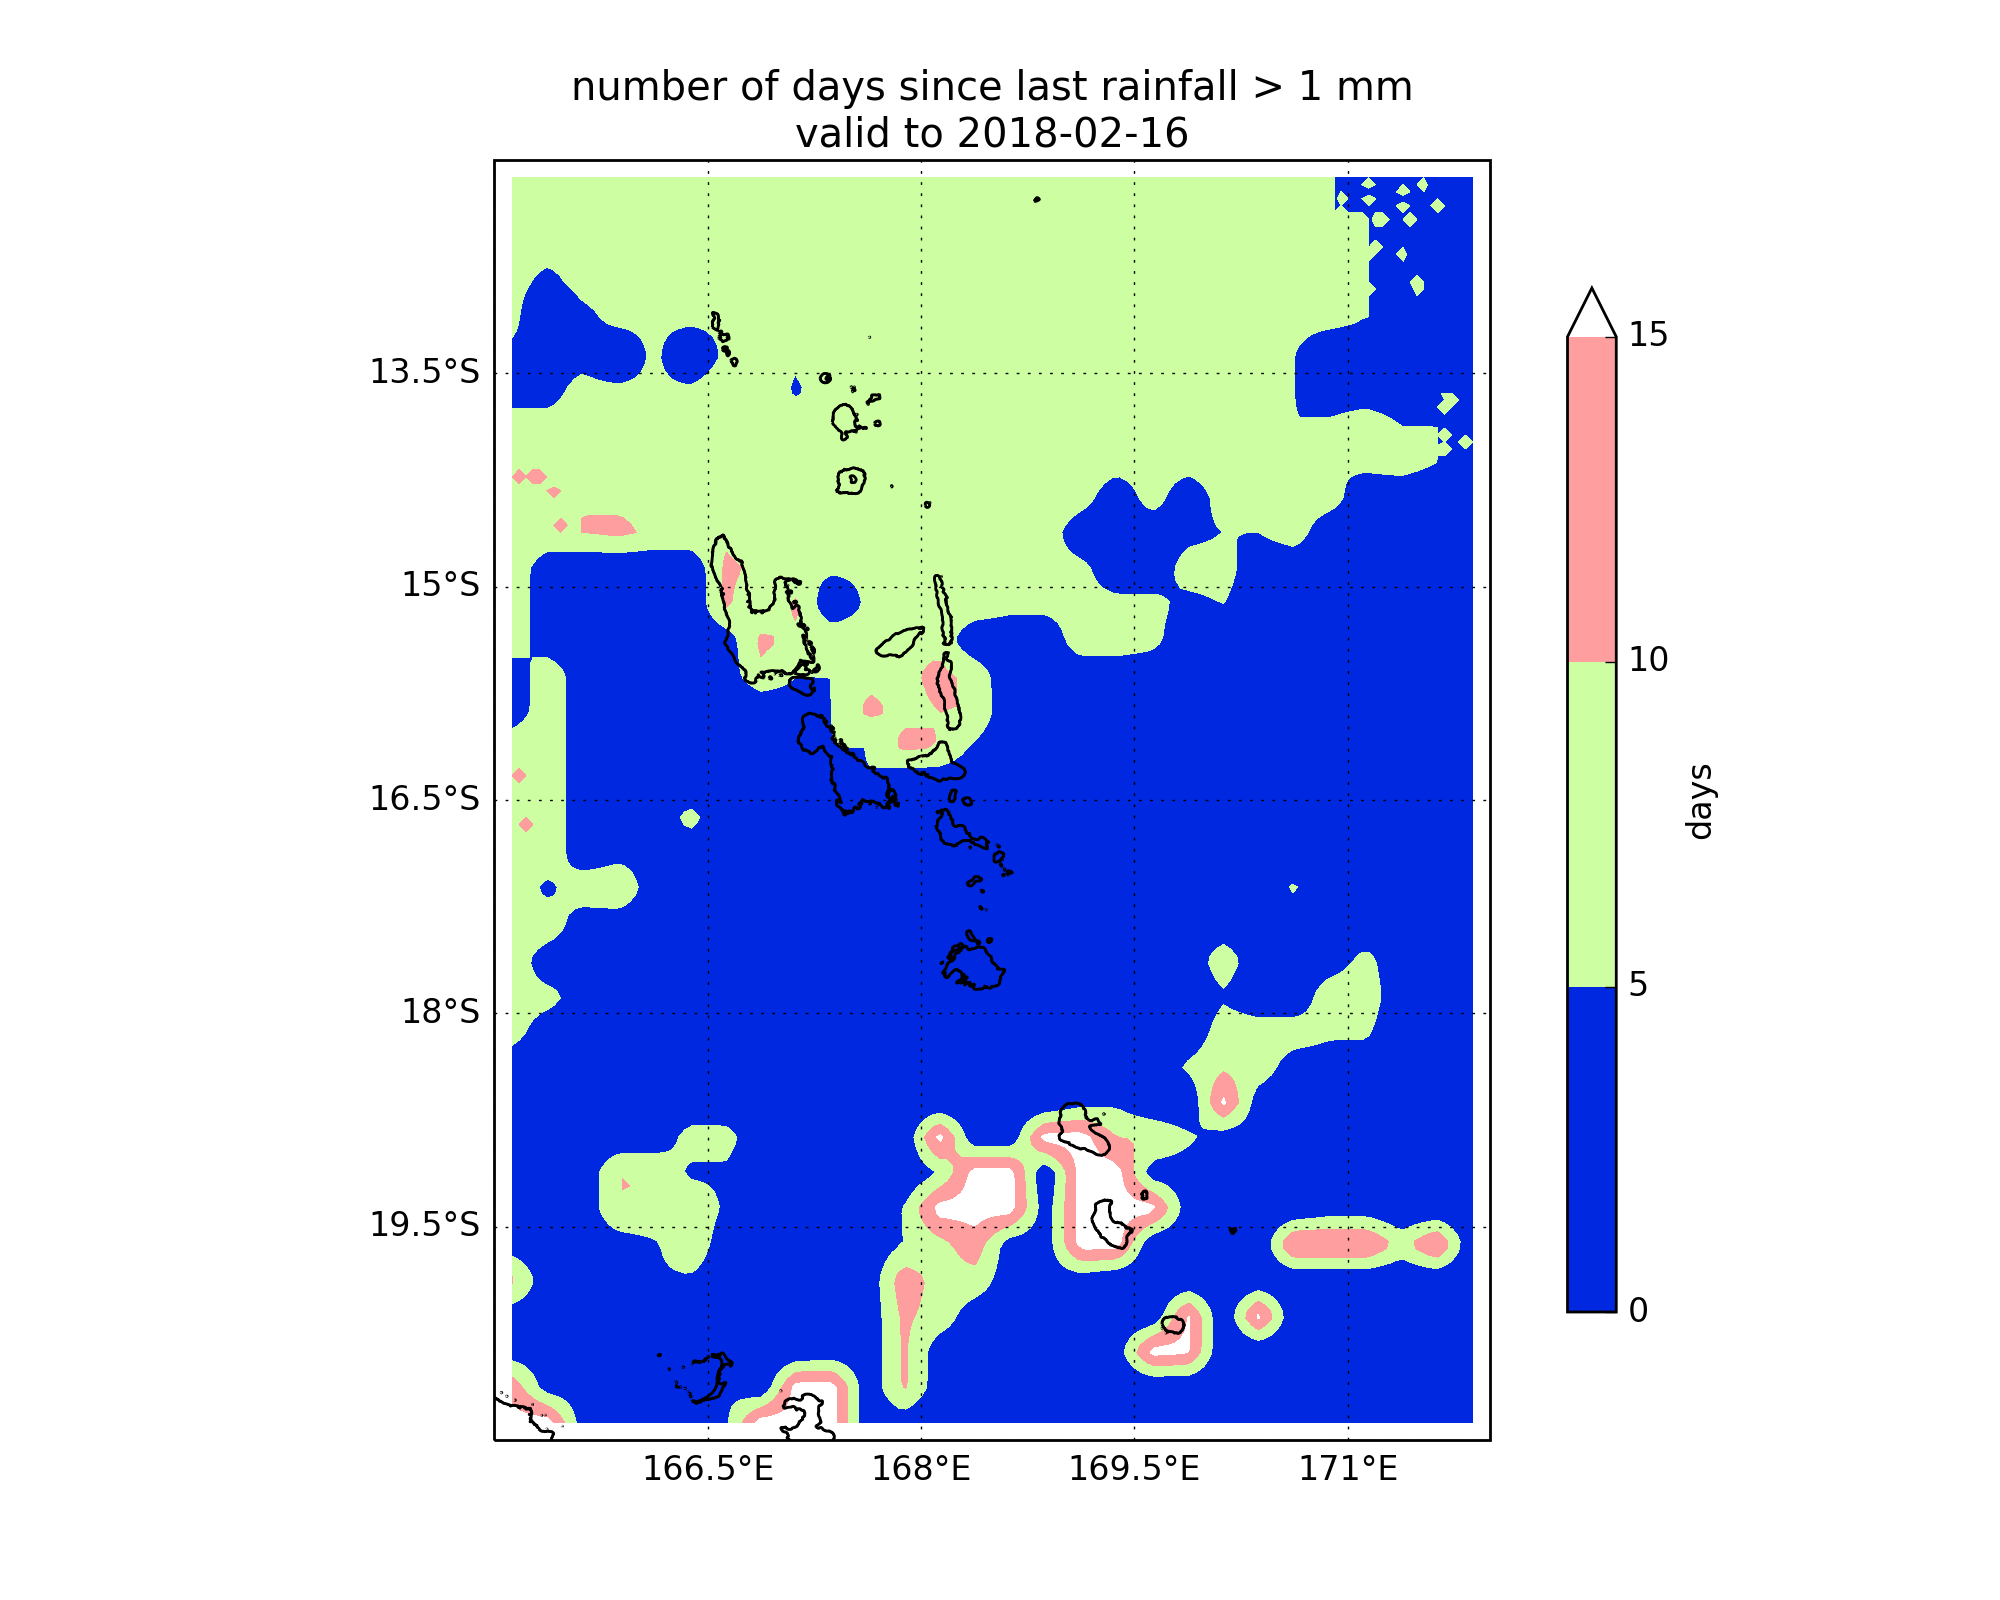 number of days since last rainfall > 1 mm
valid to 2018-02-16
13.5°S
15°S
16.5°S
18°S
19.5°S
166.5°E
168°E
169.5°E
171°E
15
10
5
0
days